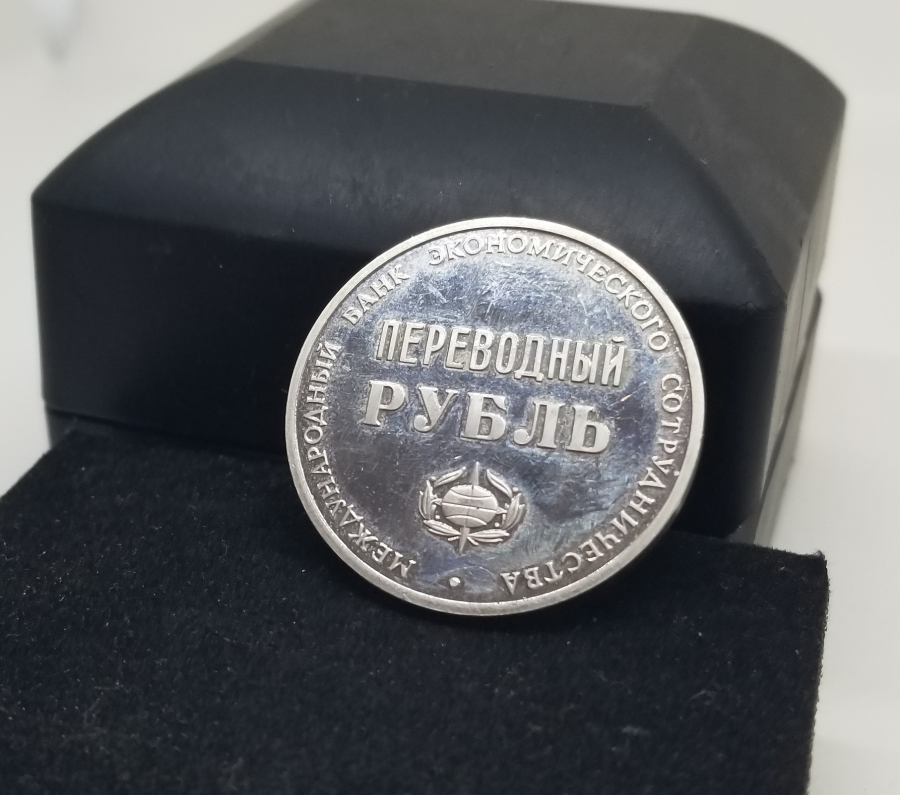 МЕЖДУНАРОДНЫЙ БАНК ЭКОНОМИЧЕСКОГО СОТРУДНИЧЕСТВА
ПЕРЕВОДНЫЙ
РУБЛЬ